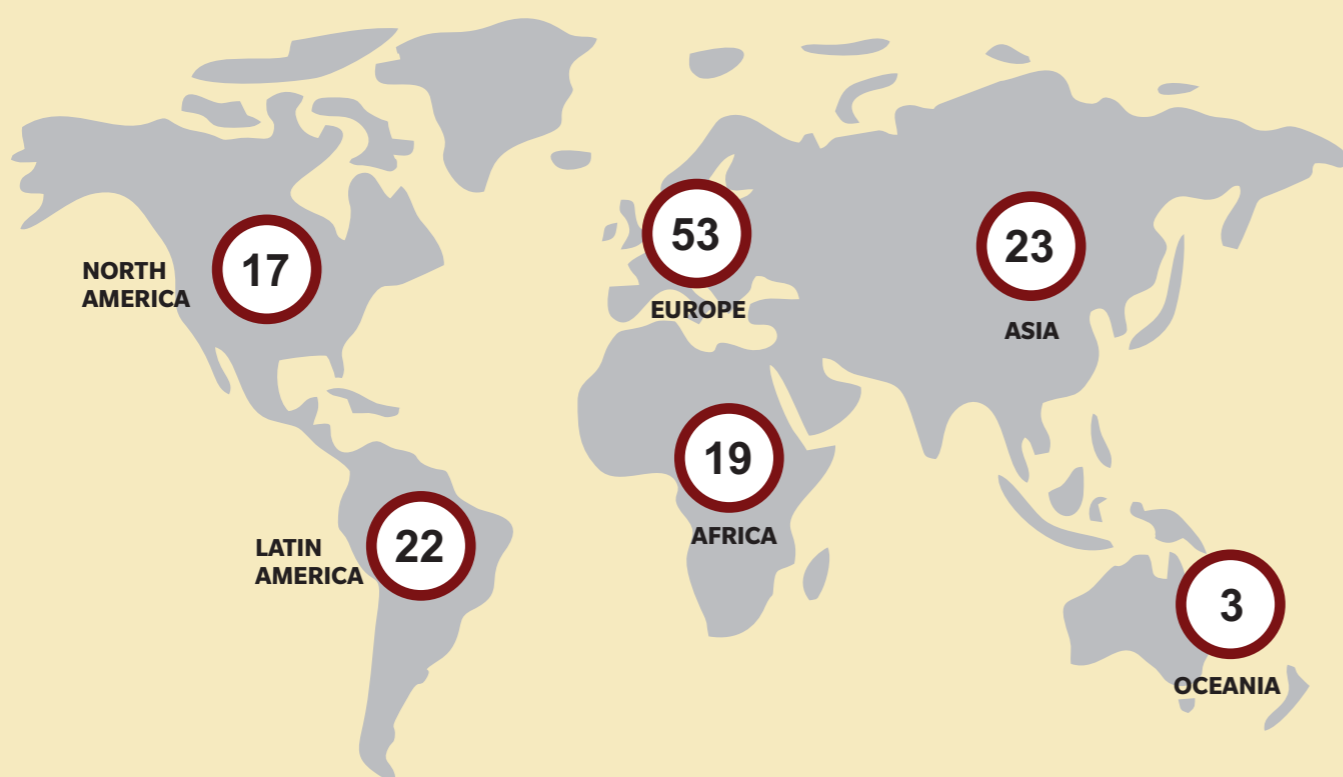 17
NORTH
AMERICA
53
EUROPE
23
ASIA
19
AFRICA
22
LATIN
AMERICA
3
OCEANIA